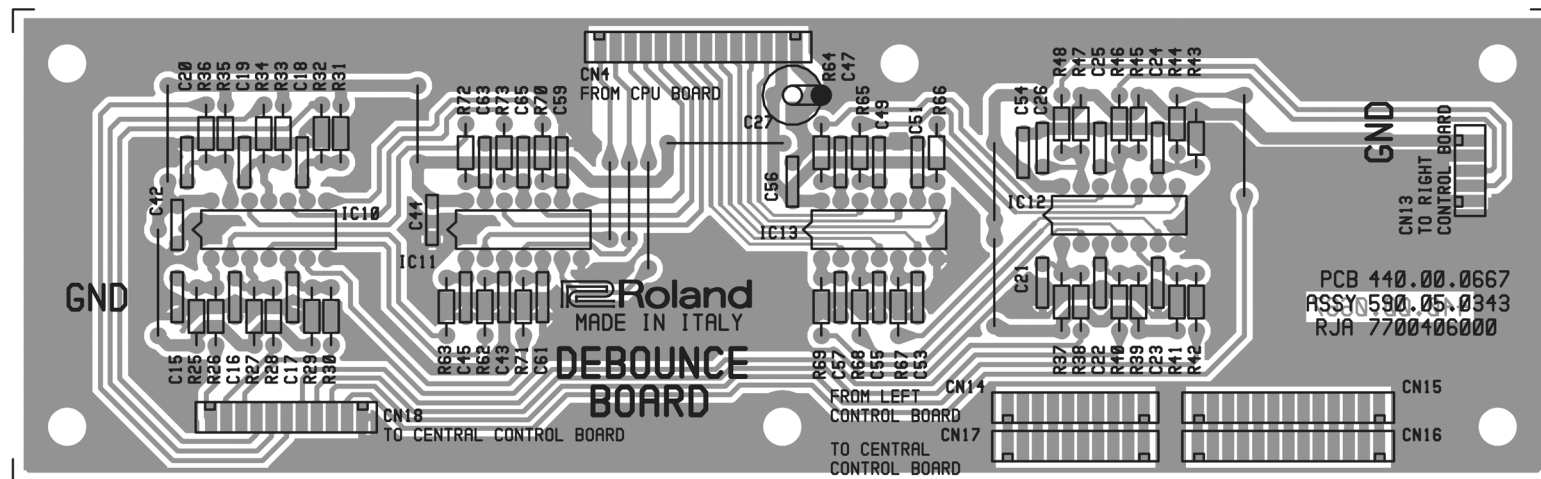 C20
R36
R35
C19
R34
R33
C18
R32
R31
CN4
FROM CPU BOARD
R64
C47
R72
C63
R73
C65
R70
C59
C27
R65
C49
C51
R66
R48
R47
C25
R46
R45
C24
R44
R43
C54
C26
GND
CN13
TO RIGHT
CONTROL BOARD
C42
IC10
C44
IC11
C56
IC13
IC12
C21
GND
Roland
MADE IN ITALY
DEBOUNCE
BOARD
PCB 440.00.0667
ASSY 590.05.0343
RJA 7700406000
C15
R25
R26
C16
R27
R28
C17
R29
R30
R63
C45
R62
C43
R71
C61
R69
C57
R68
C55
R67
C53
R37
R38
C22
R40
R39
C23
R41
R42
CN18
TO CENTRAL CONTROL BOARD
FROM LEFT
CONTROL BOARD
CN14
CN15
CN17
CN16
TO CENTRAL
CONTROL BOARD